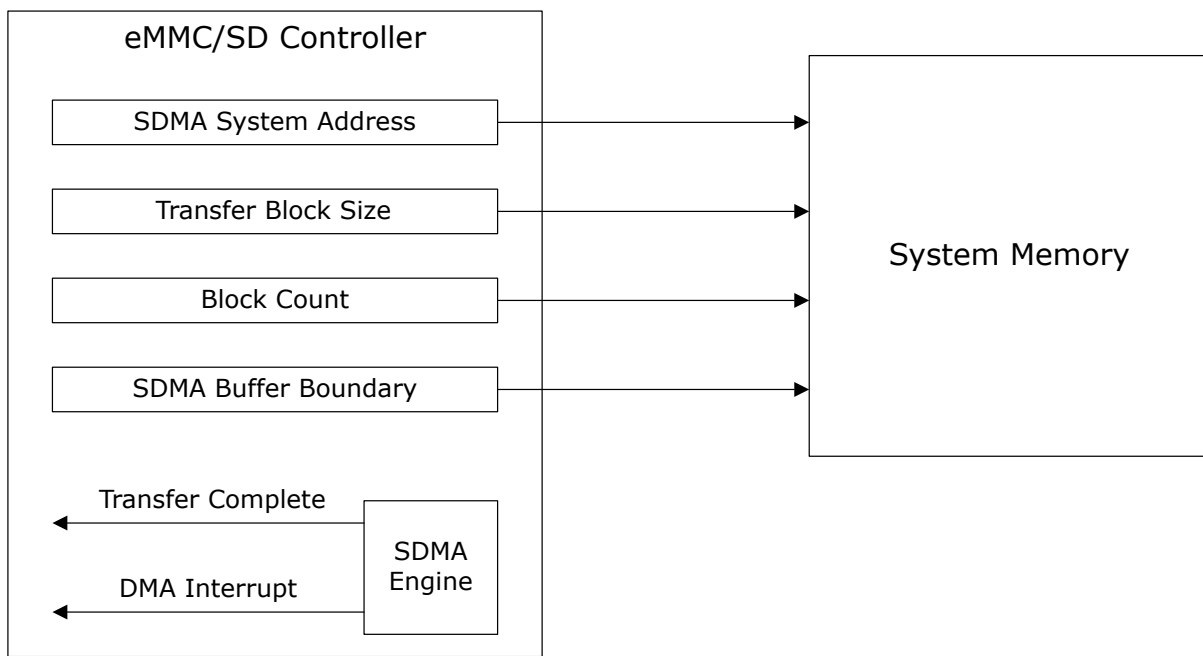 eMMC/SD Controller
SDMA System Address
Transfer Block Size
Block Count
SDMA Buffer Boundary
System Memory
Transfer Complete
DMA Interrupt
SDMA
Engine